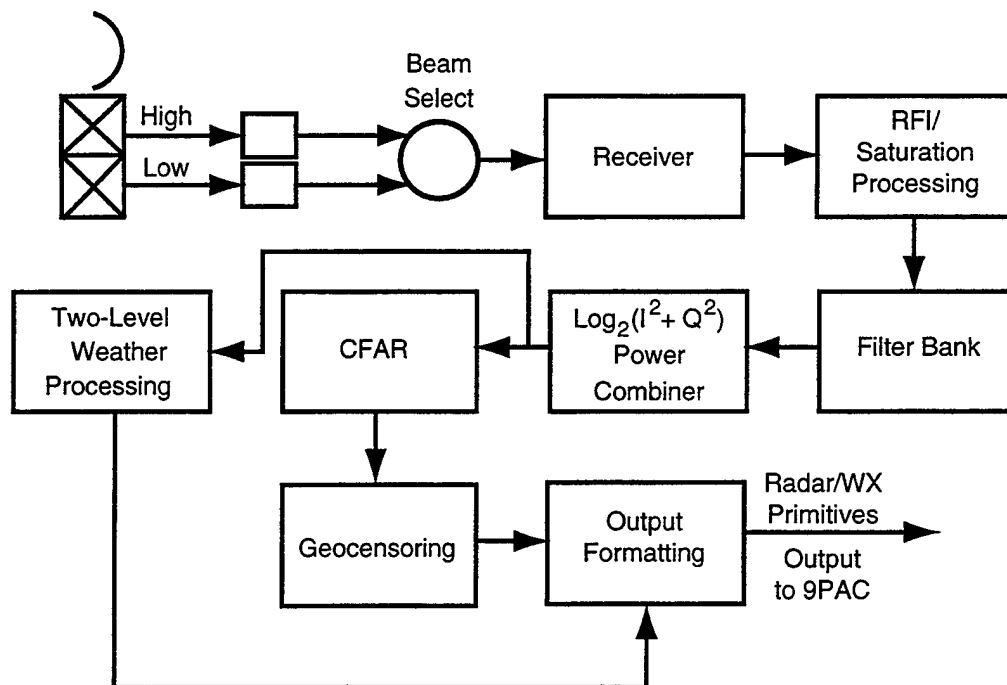 Beam
Select
High
Low
Receiver
RFI/
Saturation
Processing
Two-Level
Weather
Processing
CFAR
Log₂(I² + Q²)
Power
Combiner
Filter Bank
Geocensoring
Output
Formatting
Radar/WX
Primitives
Output
to 9PAC